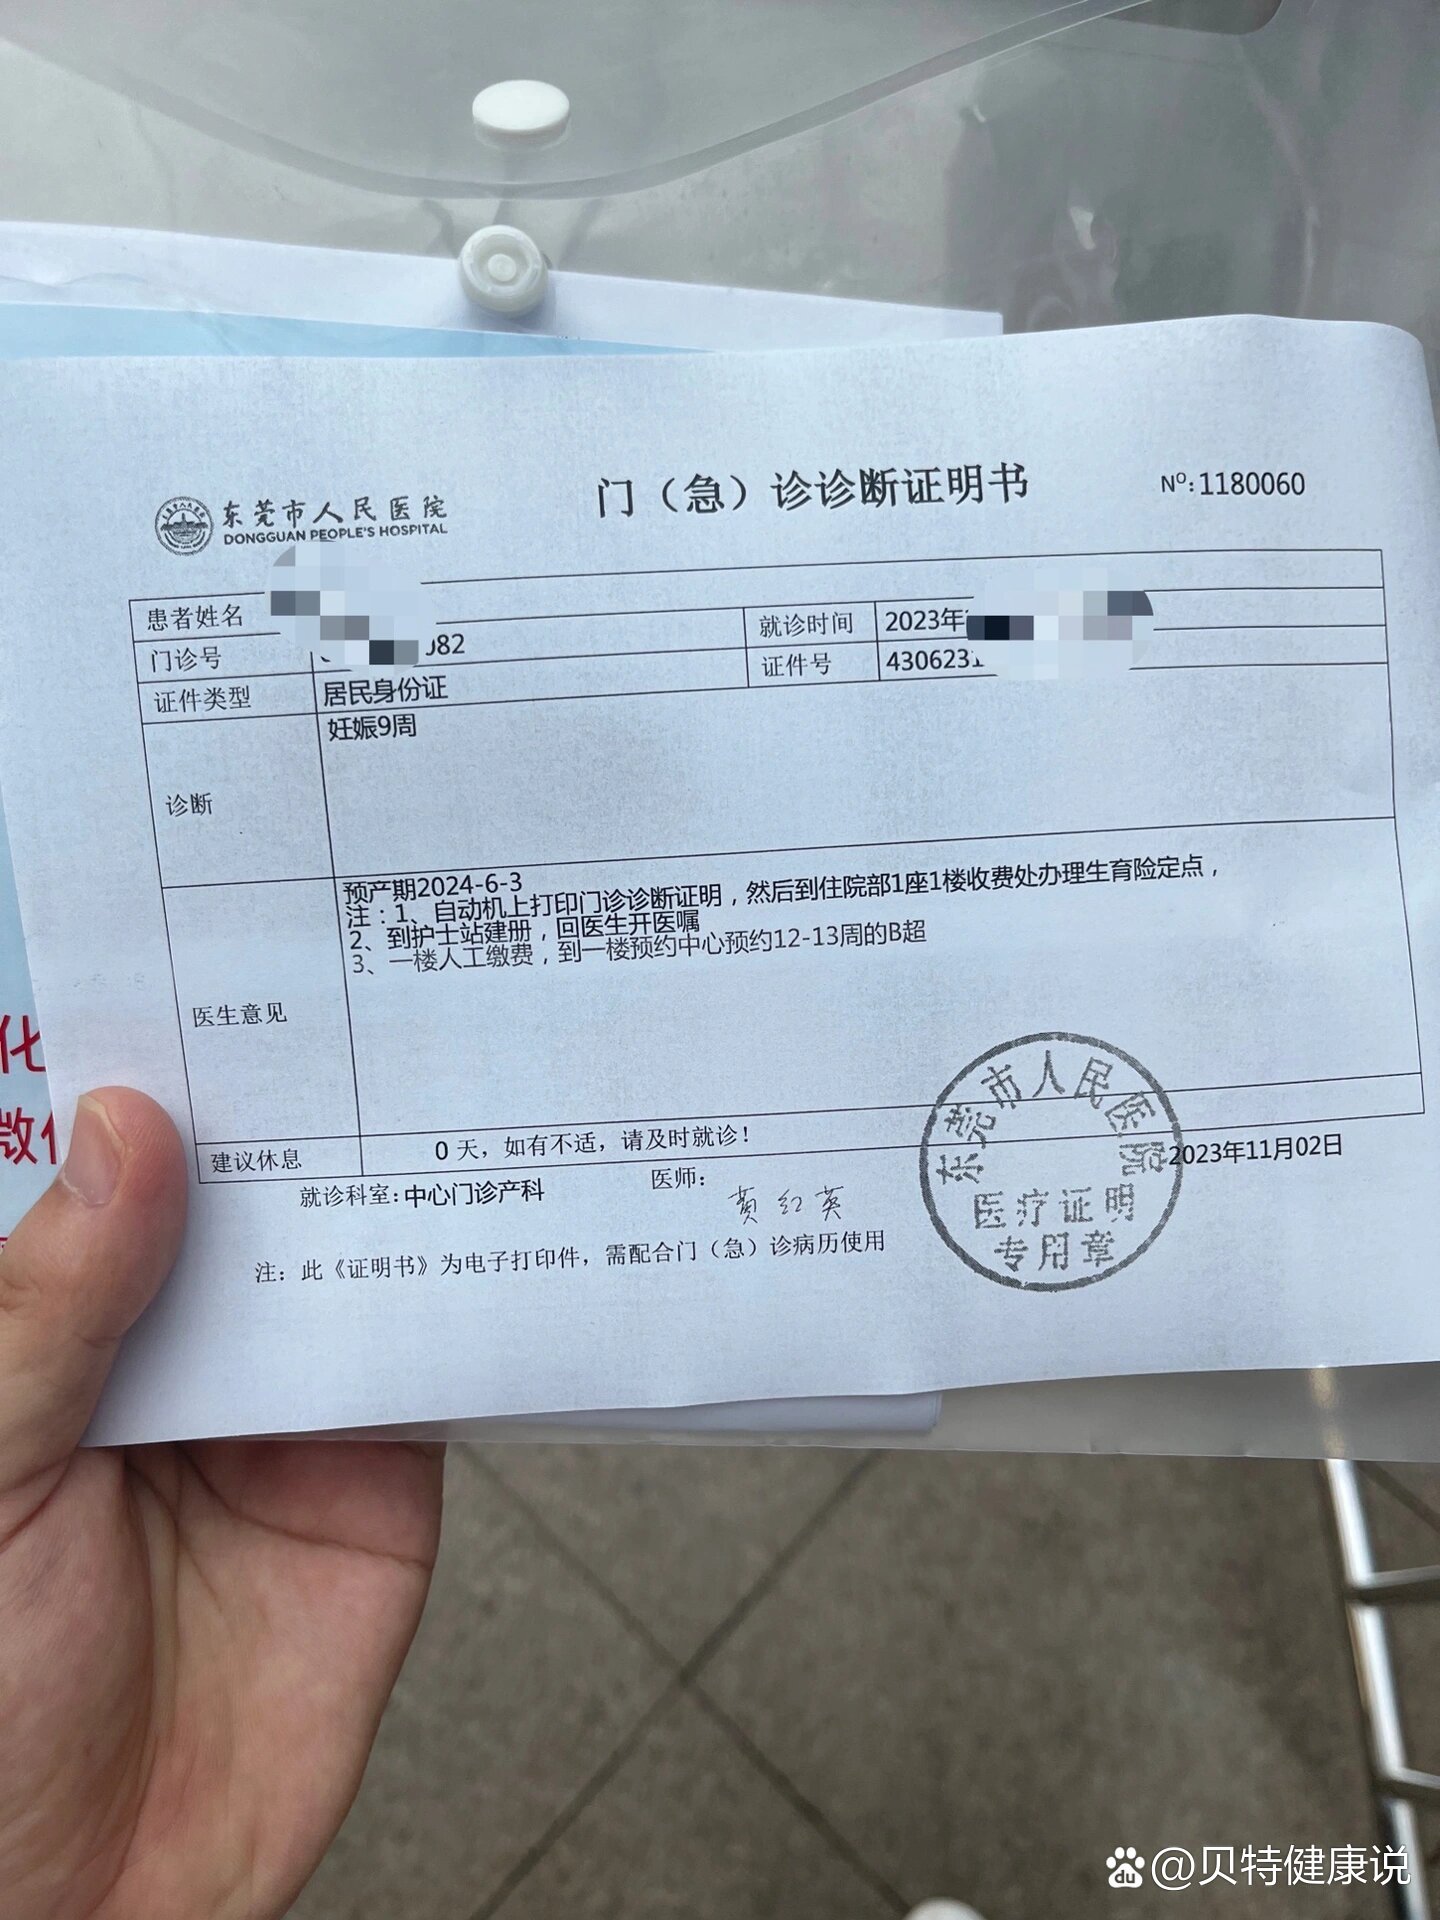 东莞市人民医院
DONGGUAN PEOPLE'S HOSPITAL
门（急）诊诊断证明书
Nº:1180060
患者姓名
就诊时间 2023年
门诊号 082
证件号 4306231
证件类型 居民身份证
诊断 妊娠9周
医生意见
预产期2024-6-3
注：1、自动机上打印门诊诊断证明，然后到住院部1座1楼收费处办理生育险定点，
2、到护士站建册，回医生开医嘱
3、一楼人工缴费，到一楼预约中心预约12-13周的B超
建议休息 0 天，如有不适，请及时就诊！
就诊科室:中心门诊产科
医师: 黄红英
2023年11月02日
东莞市人民医院
医疗证明
专用章
注：此《证明书》为电子打印件，需配合门（急）诊病历使用
化
微
@贝特健康说